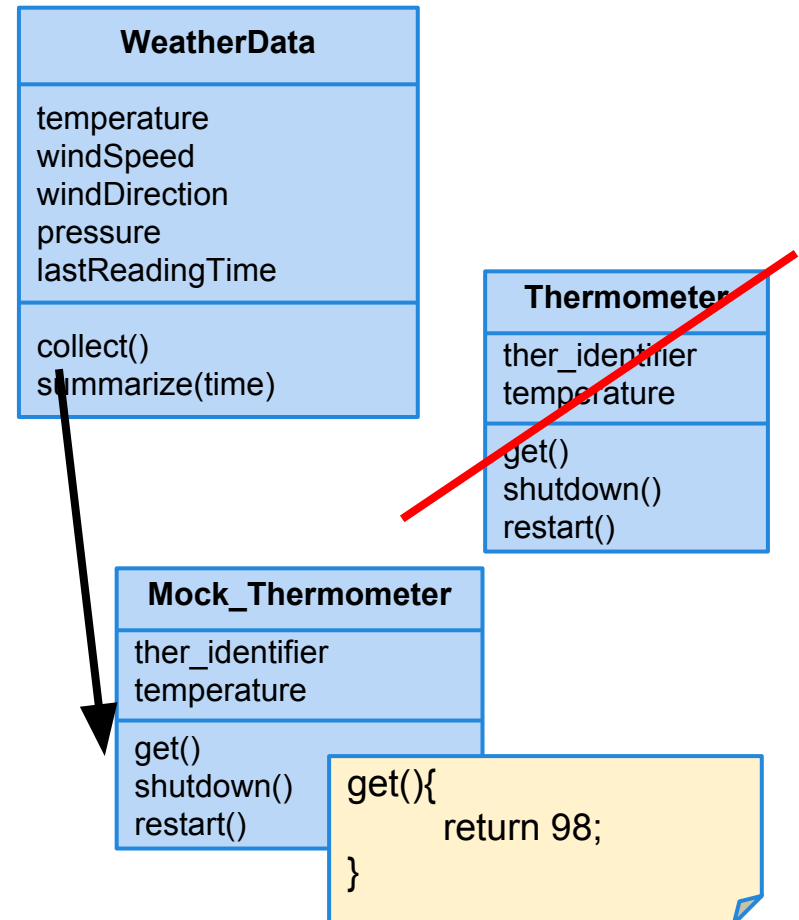 WeatherData
temperature
windSpeed
windDirection
pressure
lastReadingTime
collect()
summarize(time)
Thermometer
ther_identifier
temperature
get()
shutdown()
restart()
Mock_Thermometer
ther_identifier
temperature
get()
shutdown()
restart()
get(){
return 98;
}